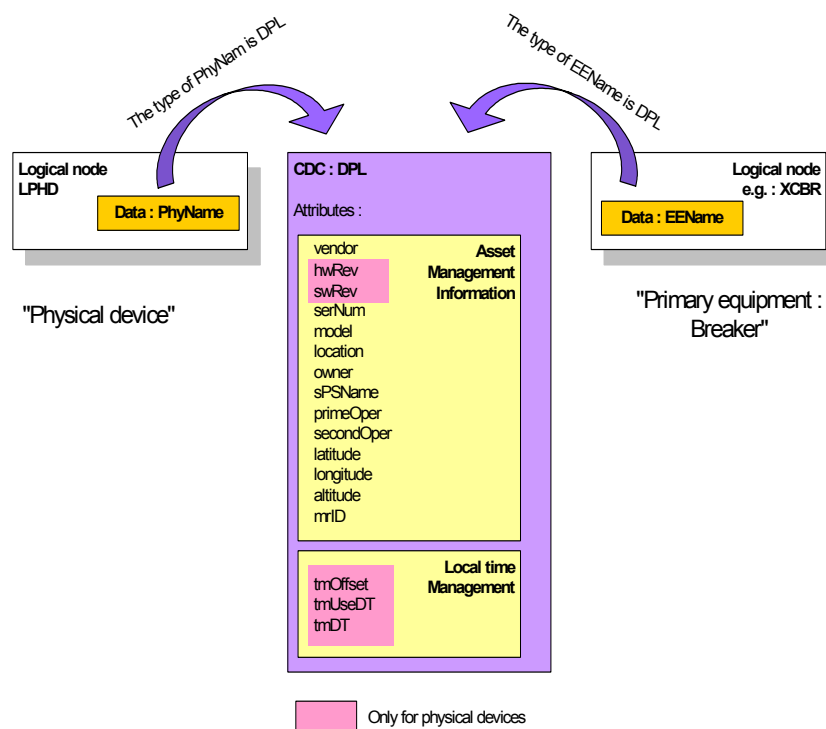 The type of PhyNam is DPL
The type of EEName is DPL
Logical node
LPHD
Data : PhyName
"Physical device"
CDC : DPL
Attributes :
vendor
hwRev
swRev
serNum
model
location
owner
sPSName
primeOper
secondOper
latitude
longitude
altitude
mrID
Asset
Management
Information
tmOffset
tmUseDT
tmDT
Local time
Management
Logical node
e.g. : XCBR
Data : EEName
"Primary equipment :
Breaker"
Only for physical devices